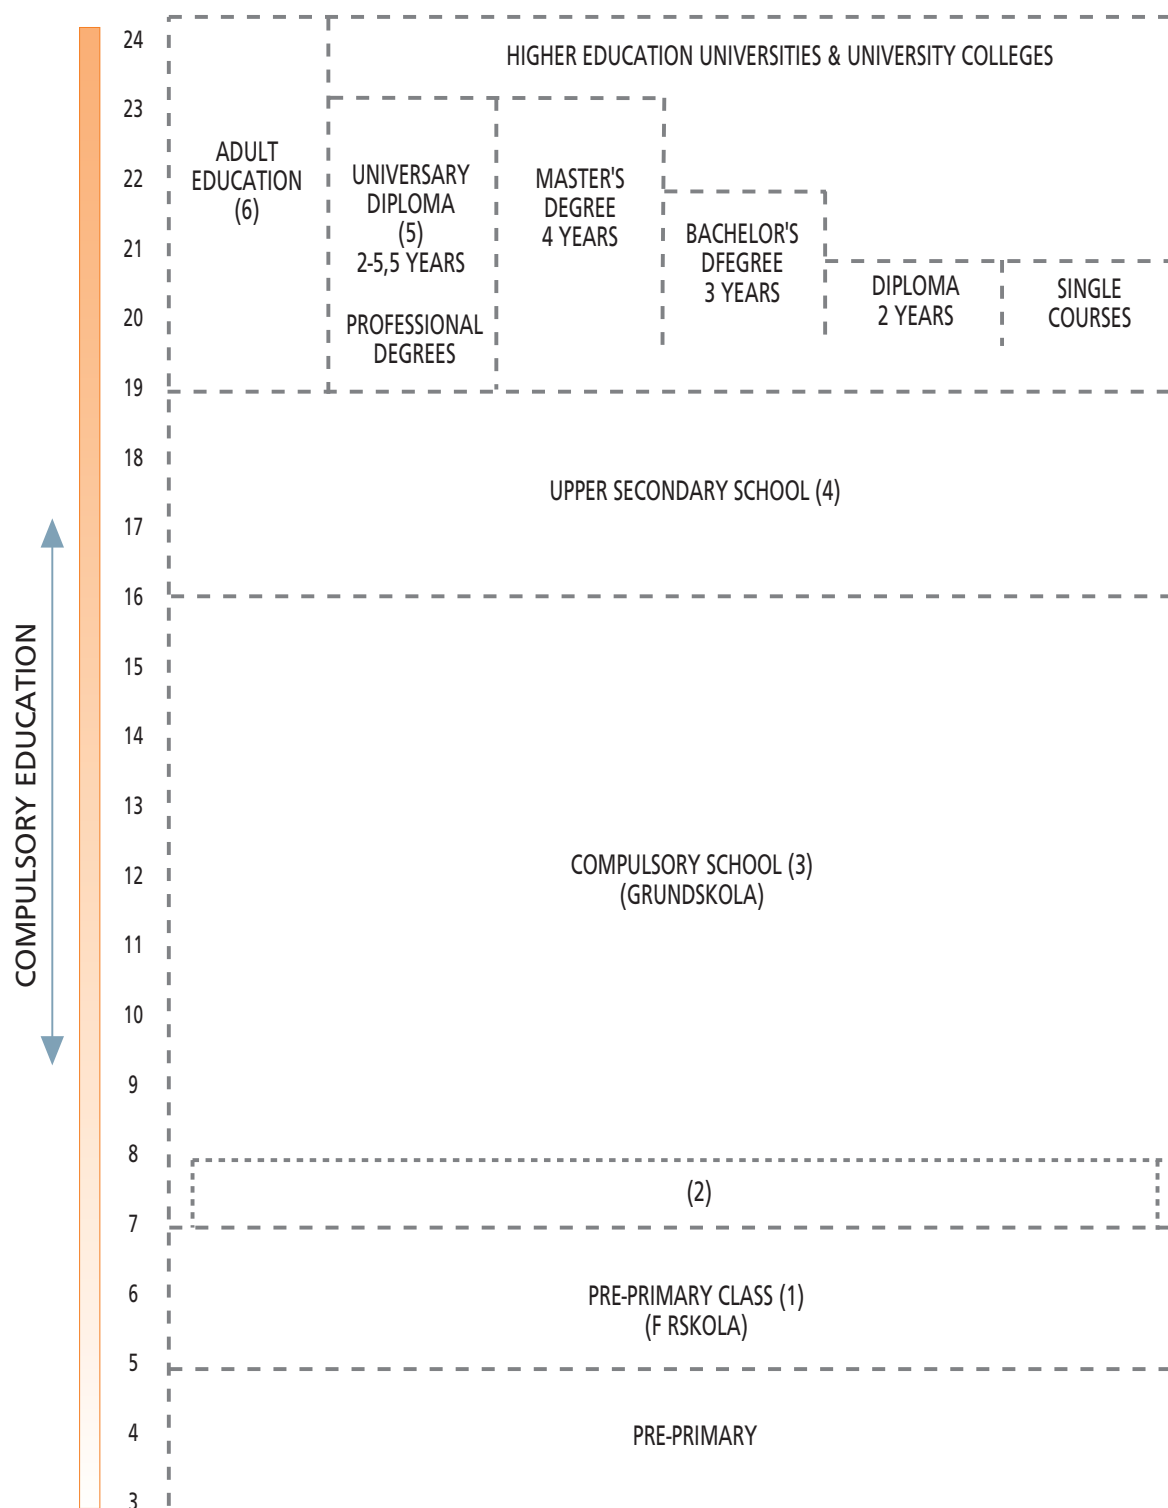 24
HIGHER EDUCATION UNIVERSITIES & UNIVERSITY COLLEGES
23
ADULT
EDUCATION
(6)
22
UNIVERSARY
DIPLOMA
(5)
2-5,5 YEARS
PROFESSIONAL
DEGREES
MASTER'S
DEGREE
4 YEARS
BACHELOR'S
DFEGREE
3 YEARS
DIPLOMA
2 YEARS
SINGLE
COURSES
21
20
19
18
UPPER SECONDARY SCHOOL (4)
17
16
COMPULSORY EDUCATION
15
14
13
12
COMPULSORY SCHOOL (3)
(GRUNDSKOLA)
11
10
9
8
(2)
7
6
PRE-PRIMARY CLASS (1)
(F RSKOLA)
5
4
PRE-PRIMARY
3